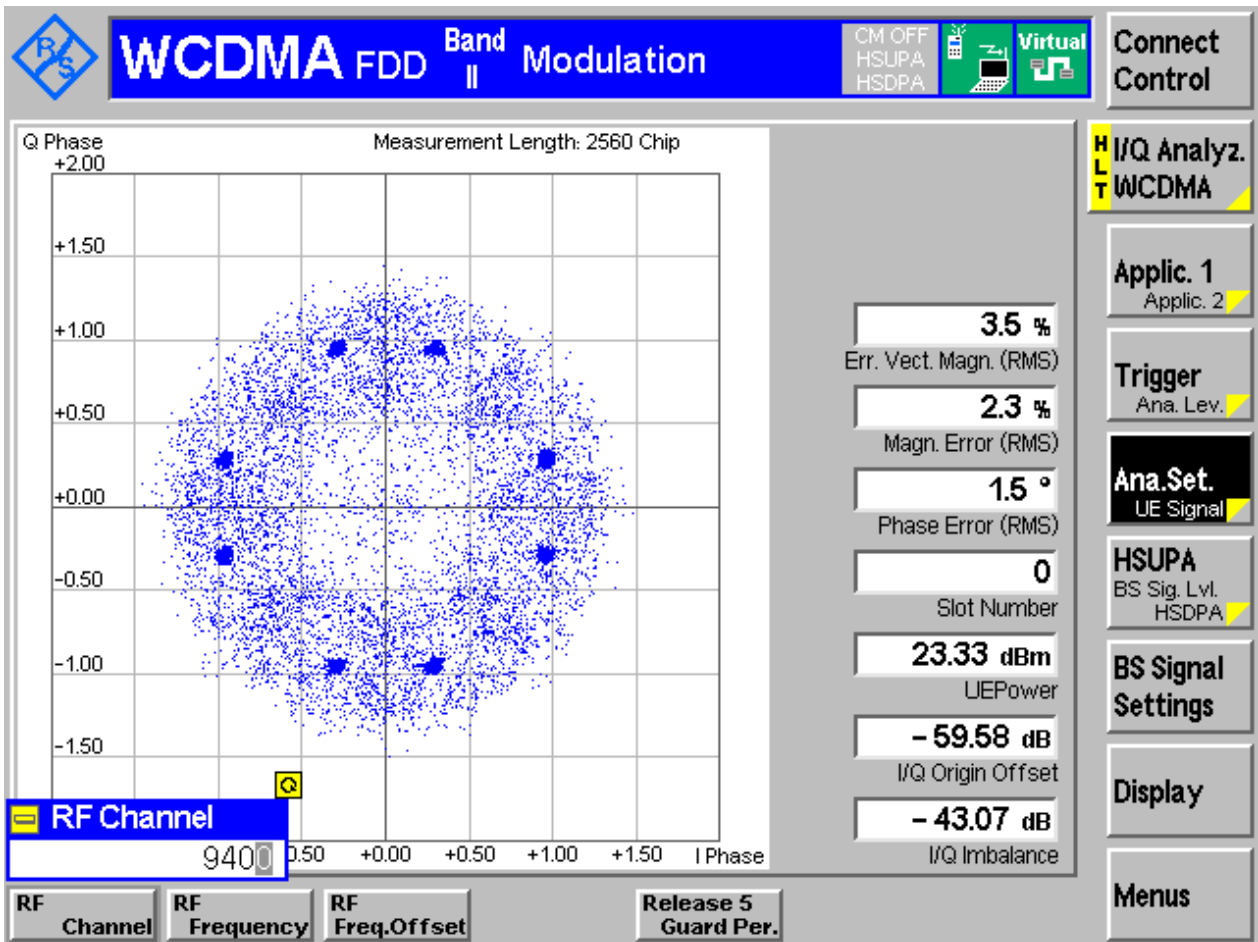 R/S
WCDMA FDD Band II Modulation
CM OFF
HSUPA
HSDPA
Virtual
Connect Control
Q Phase
Measurement Length: 2560 Chip
+2.00
+1.50
+1.00
+0.50
+0.00
-0.50
-1.00
-1.50
Q
RF Channel
9400
0.50 +0.00 +0.50 +1.00 +1.50 I Phase
3.5 %
Err. Vect. Magn. (RMS)
2.3 %
Magn. Error (RMS)
1.5 °
Phase Error (RMS)
0
Slot Number
23.33 dBm
UEPower
- 59.58 dB
I/Q Origin Offset
- 43.07 dB
I/Q Imbalance
HLT
I/Q Analyz.
WCDMA
Applic. 1
Applic. 2
Trigger
Ana. Lev.
Ana.Set.
UE Signal
HSUPA
BS Sig. Lvl.
HSDPA
BS Signal
Settings
Display
Menus
RF
Channel
RF
Frequency
RF
Freq.Offset
Release 5
Guard Per.